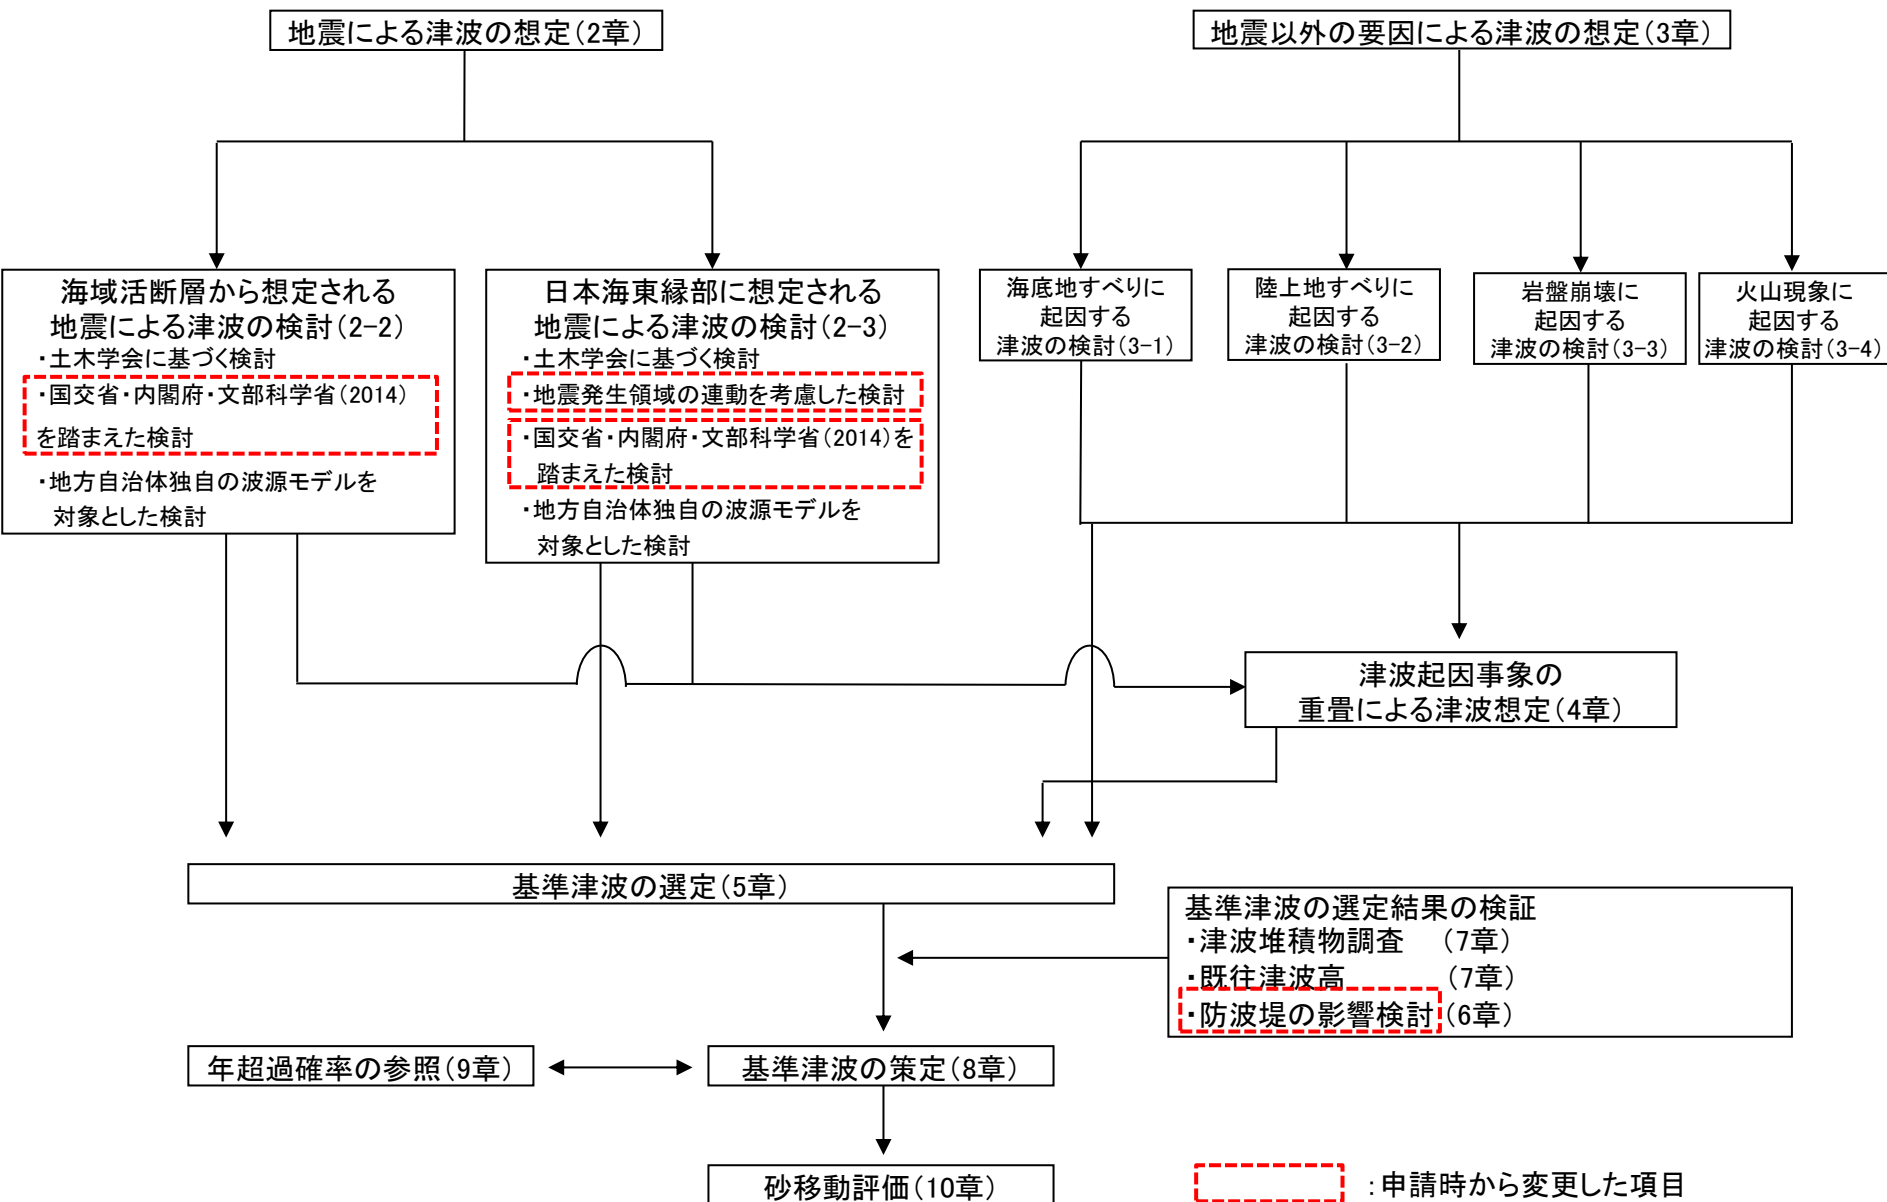 地震による津波の想定(2章)
地震以外の要因による津波の想定(3章)
海域活断層から想定される
地震による津波の検討(2-2)
・土木学会に基づく検討
・国交省・内閣府・文部科学省(2014)
を踏まえた検討
・地方自治体独自の波源モデルを
対象とした検討
日本海東縁部に想定される
地震による津波の検討(2-3)
・土木学会に基づく検討
・地震発生領域の連動を考慮した検討
・国交省・内閣府・文部科学省(2014)を
踏まえた検討
・地方自治体独自の波源モデルを
対象とした検討
海底地すべりに
起因する
津波の検討(3-1)
陸上地すべりに
起因する
津波の検討(3-2)
岩盤崩壊に
起因する
津波の検討(3-3)
火山現象に
起因する
津波の検討(3-4)
津波起因事象の
重畳による津波想定(4章)
基準津波の選定(5章)
基準津波の選定結果の検証
・津波堆積物調査 (7章)
・既往津波高 (7章)
・防波堤の影響検討(6章)
年超過確率の参照(9章)
基準津波の策定(8章)
砂移動評価(10章)
:申請時から変更した項目